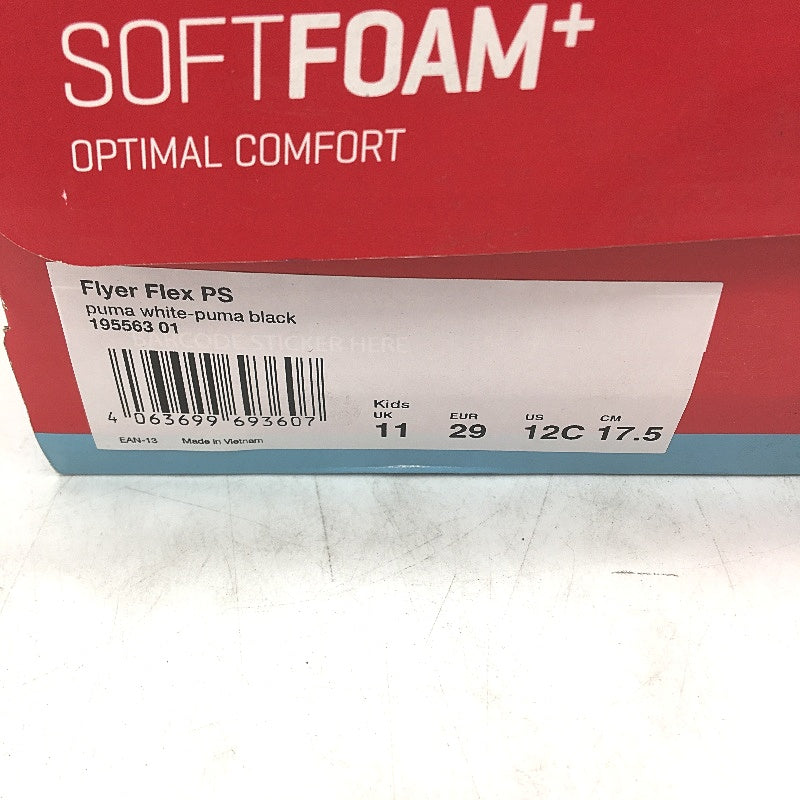 SOFTFOAM+
OPTIMAL COMFORT
Flyer Flex PS
puma white-puma black
195563 01
BARCODE STICKER HERE
4 063699 693607
EAN-13 Made in Vietnam
Kids
UK EUR US CM
11 29 12C 17.5